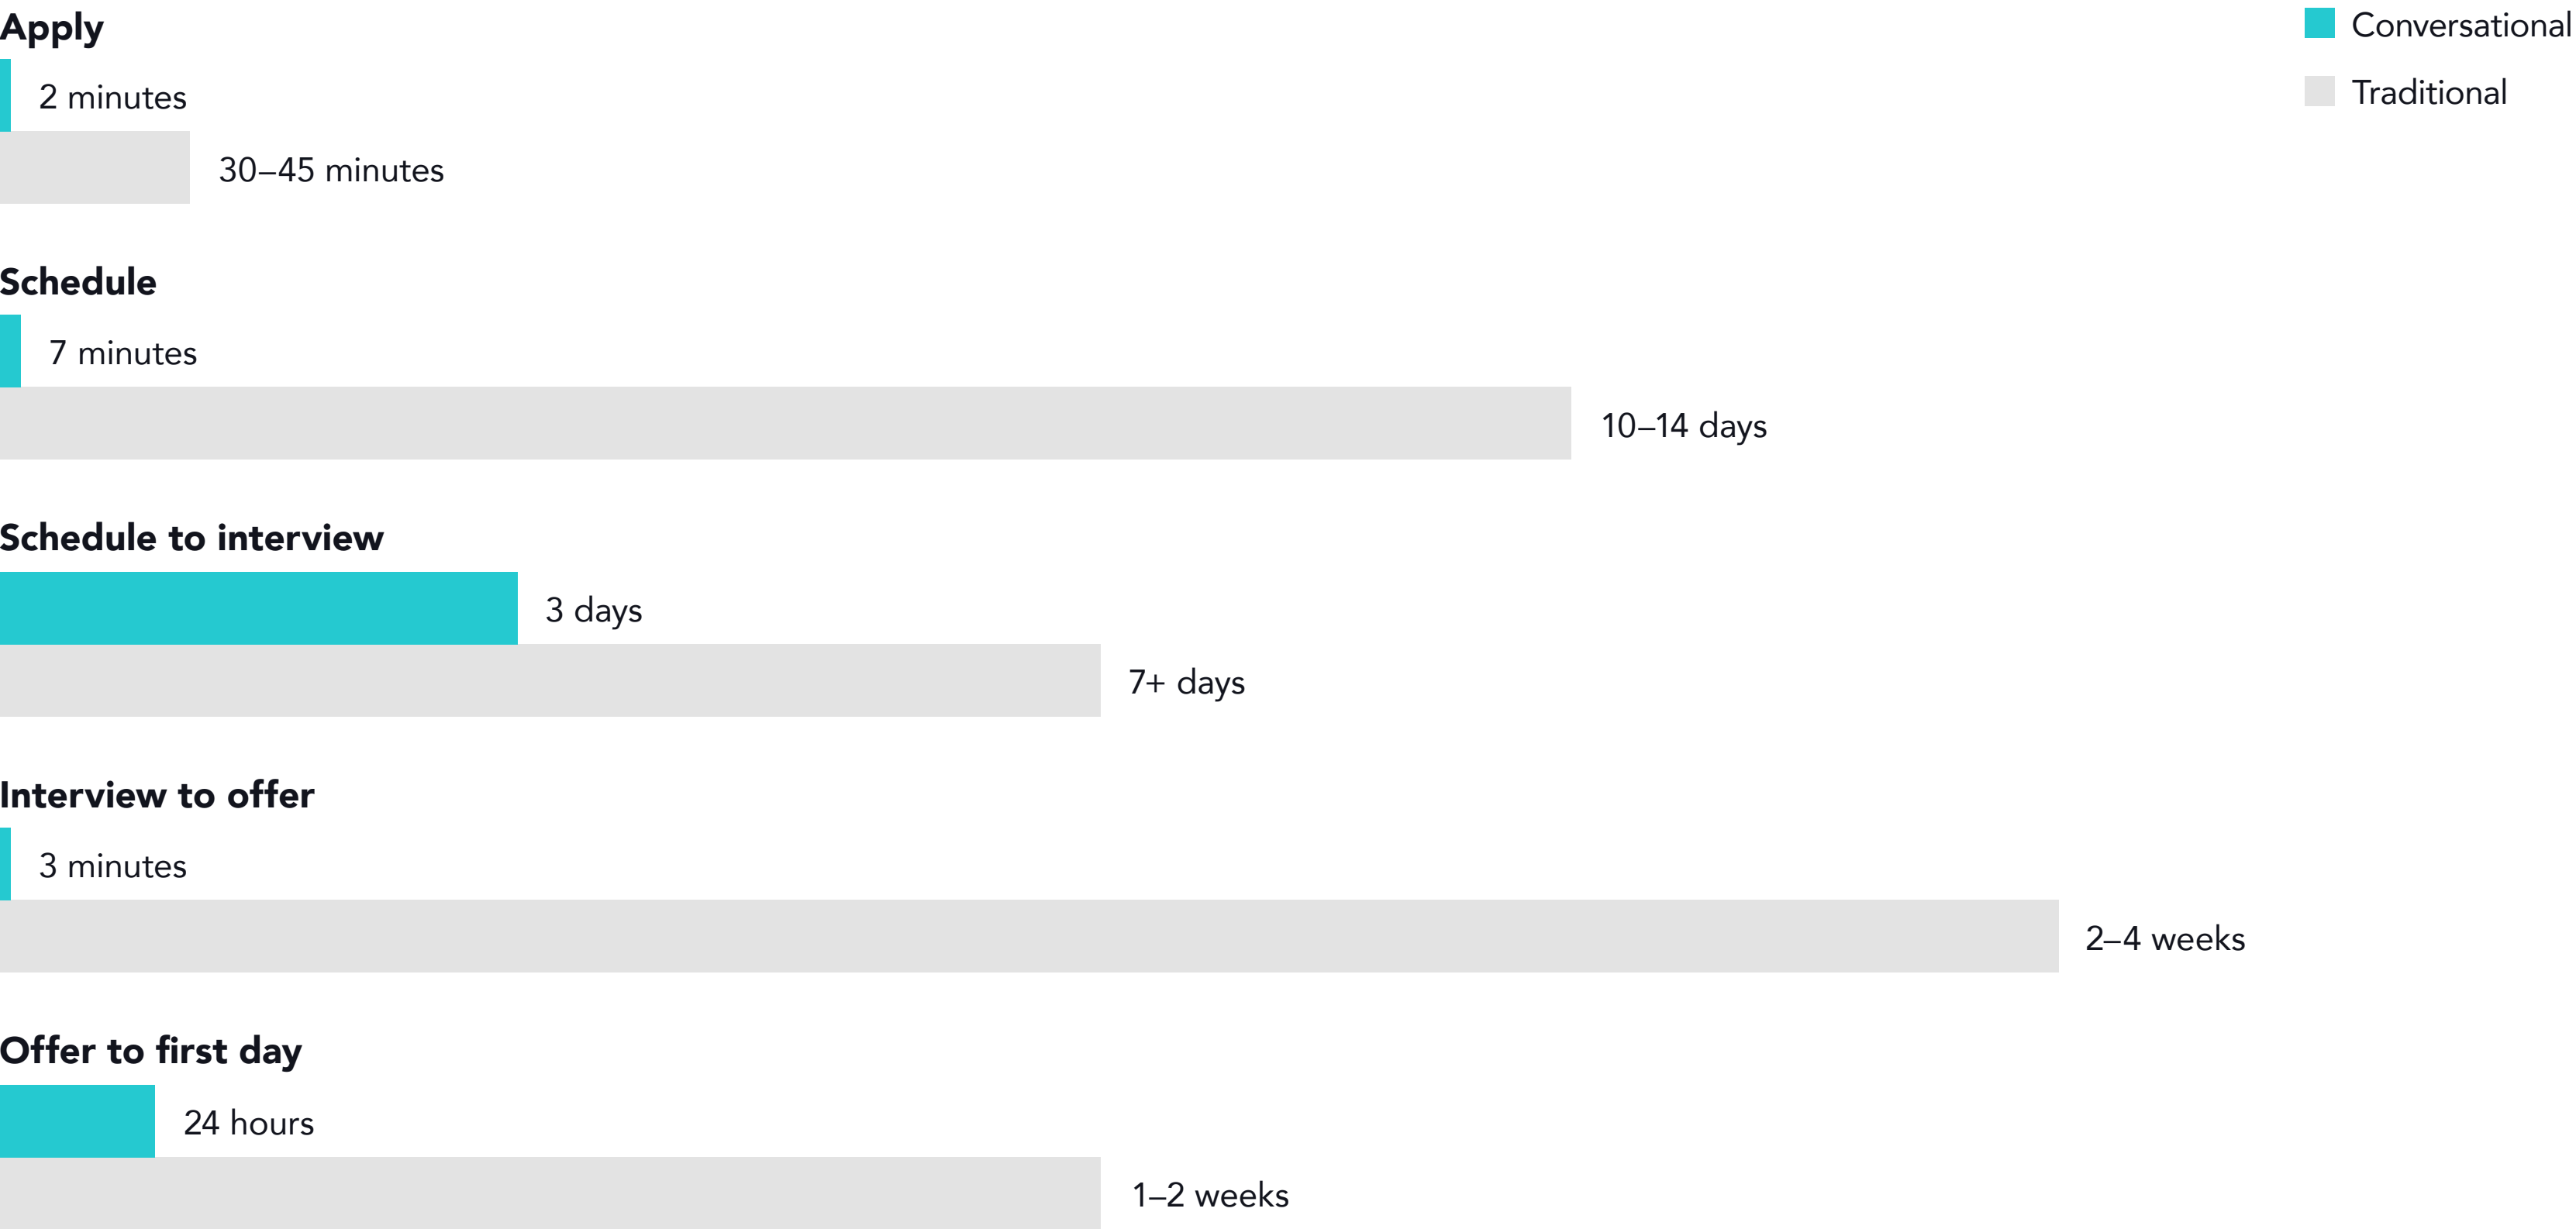 Apply
2 minutes
30–45 minutes
Conversational
Traditional
Schedule
7 minutes
10–14 days
Schedule to interview
3 days
7+ days
Interview to offer
3 minutes
2–4 weeks
Offer to first day
24 hours
1–2 weeks